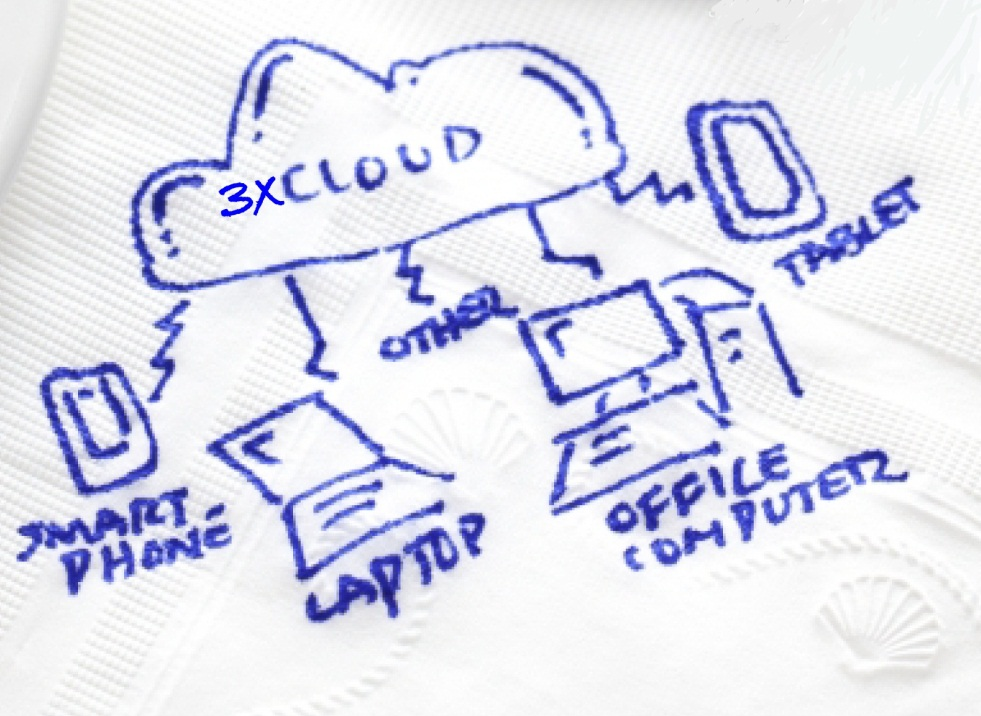 3XCLOUD
TABLET
OTHER
SMART
PHONE
LAPTOP
OFFICE
COMPUTER